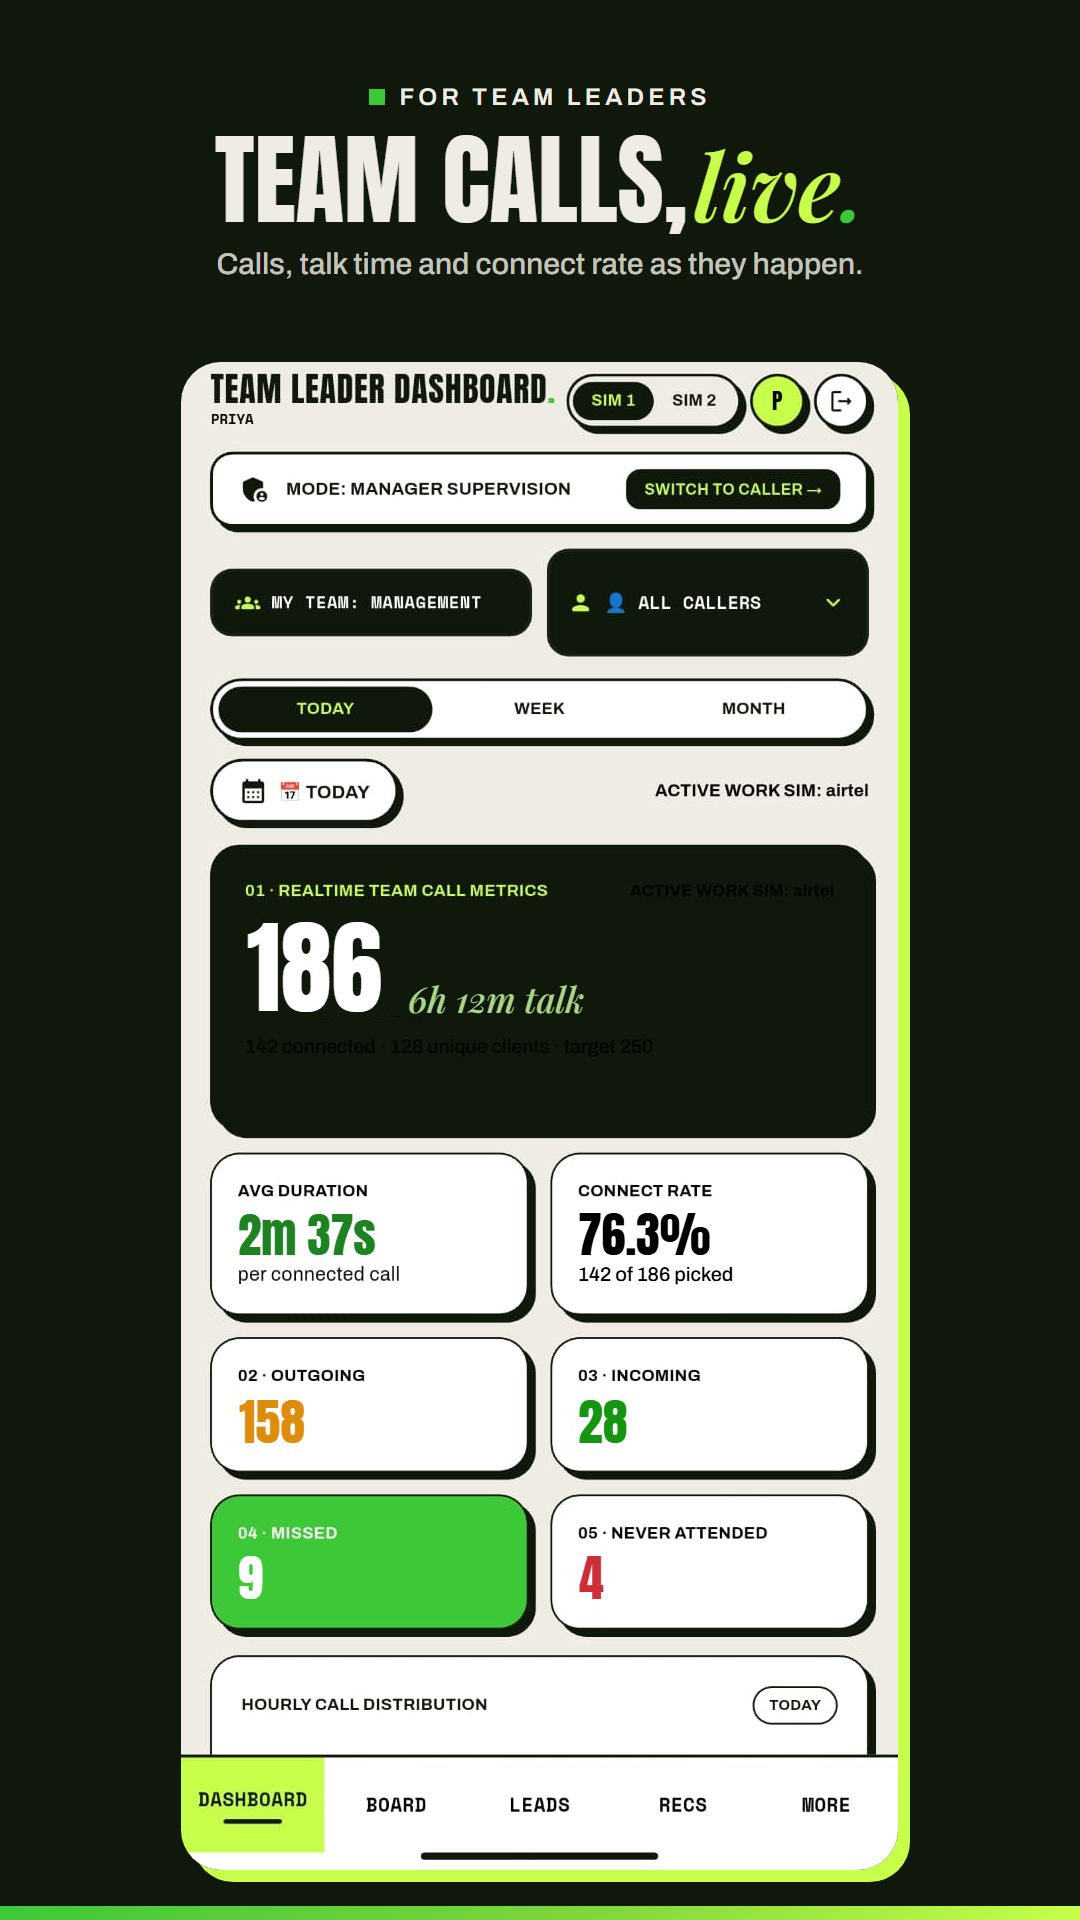 FOR TEAM LEADERS
TEAM CALLS, live.
Calls, talk time and connect rate as they happen.
TEAM LEADER DASHBOARD.
PRIYA
SIM 1 SIM 2 P
MODE: MANAGER SUPERVISION SWITCH TO CALLER →
MY TEAM: MANAGEMENT ALL CALLERS
TODAY WEEK MONTH
17 TODAY ACTIVE WORK SIM: airtel
01 · REALTIME TEAM CALL METRICS ACTIVE WORK SIM: airtel
186 6h 12m talk
142 connected · 128 unique clients · target 250
AVG DURATION
2m 37s
per connected call
CONNECT RATE
76.3%
142 of 186 picked
02 · OUTGOING
158
03 · INCOMING
28
04 · MISSED
9
05 · NEVER ATTENDED
4
HOURLY CALL DISTRIBUTION TODAY
DASHBOARD BOARD LEADS RECS MORE